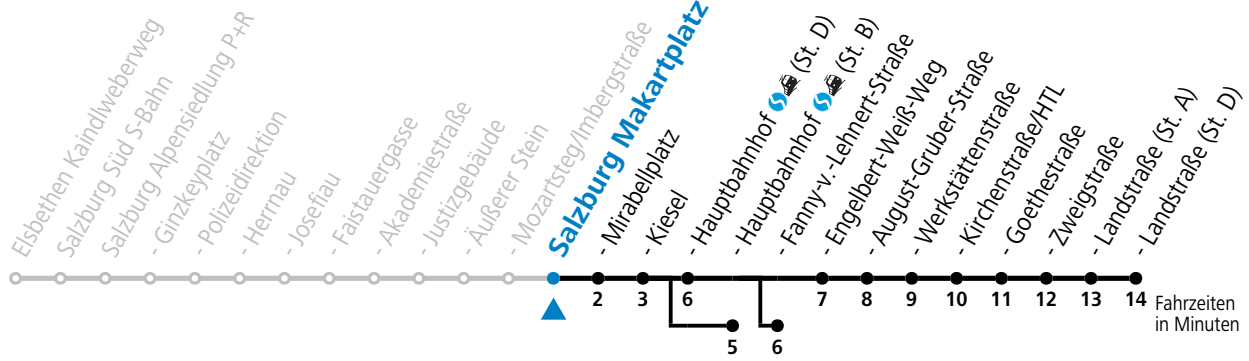 Elsbethen Kaindlweberweg
Salzburg Süd S-Bahn
Salzburg Alpensiedlung P+R
- Ginzkeyplatz
- Polizeidirektion
- Herrnau
- Josefiau
- Faistauergasse
- Akademiestraße
- Justizgebäude
- Äußerer Stein
- Mozartsteg/Imbergstraße
Salzburg Makartplatz
- Mirabellplatz
- Kiesel
- Hauptbahnhof (St. D)
- Hauptbahnhof (St. B)
- Fanny-v.-Lehnert-Straße
- Engelbert-Weiß-Weg
- August-Gruber-Straße
- Werkstättenstraße
- Kirchenstraße/HTL
- Goethestraße
- Zweigstraße
- Landstraße (St. A)
- Landstraße (St. D)
2 3 6 7 8 9 10 11 12 13 14 Fahrzeiten
in Minuten
5 6